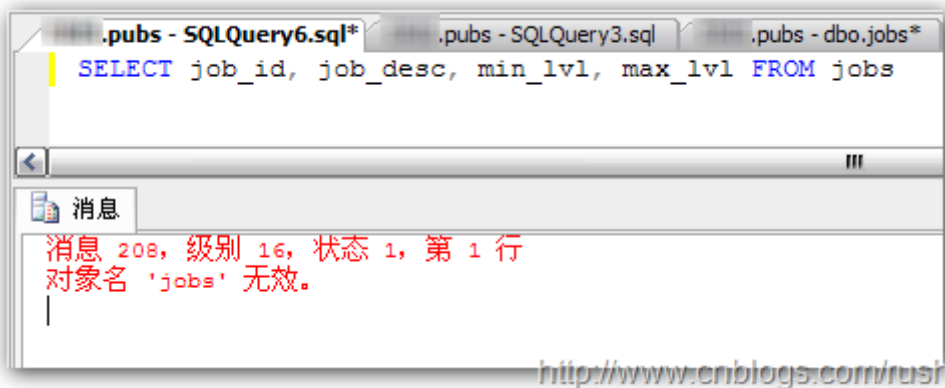 .pubs - SQLQuery6.sql* .pubs - SQLQuery3.sql .pubs - dbo.jobs*
SELECT job_id, job_desc, min_lvl, max_lvl FROM jobs
消息
消息 208，级别 16，状态 1，第 1 行
对象名 'jobs' 无效。
http://www.cnblogs.com/rush